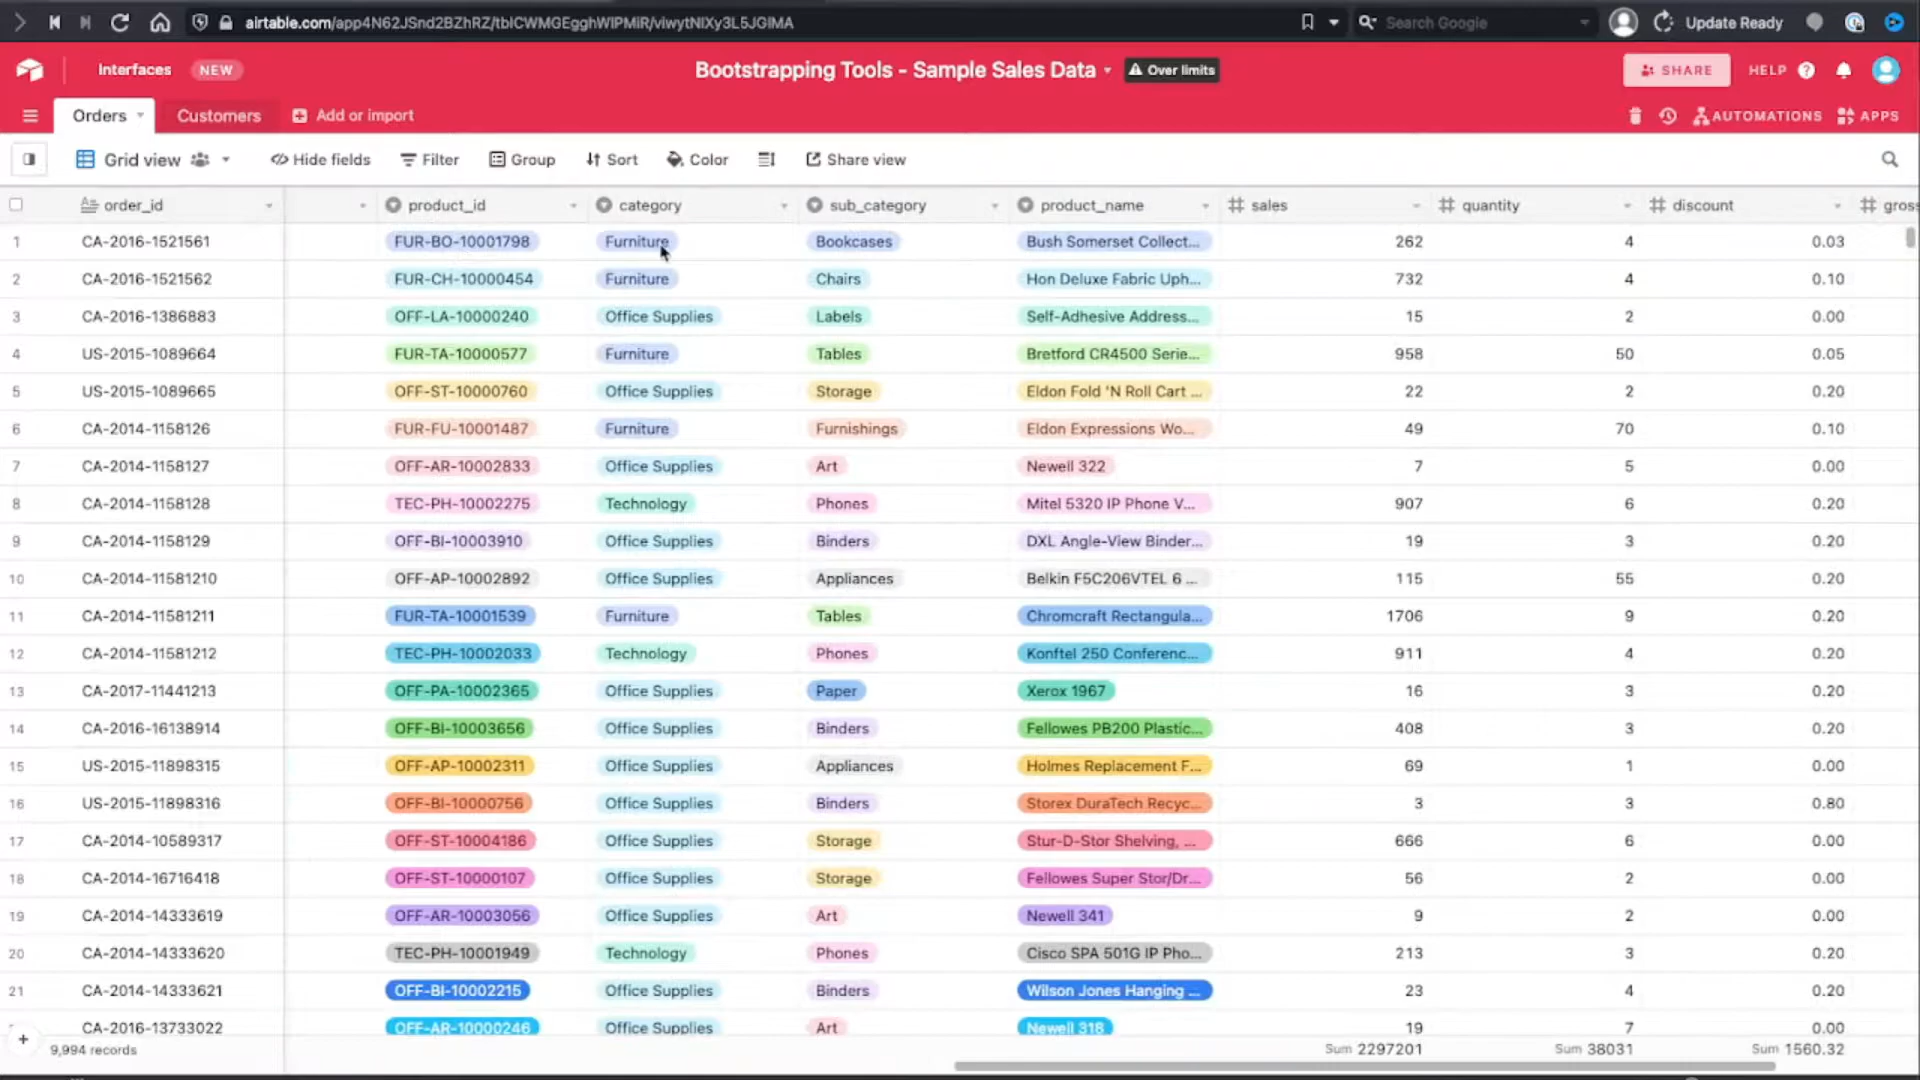 airtable.com/app4N62JSnd2BZhRZ/tblCWMGEgghWIPMiR/viwytNlXy3L5JGlMA Search Google Update Ready
Interfaces NEW Bootstrapping Tools - Sample Sales Data Over limits SHARE HELP
Orders Customers Add or import AUTOMATIONS APPS
Grid view Hide fields Filter Group Sort Color Share view
order_id product_id category sub_category product_name sales quantity discount gross
1 CA-2016-1521561 FUR-BO-10001798 Furniture Bookcases Bush Somerset Collect... 262 4 0.03
2 CA-2016-1521562 FUR-CH-10000454 Furniture Chairs Hon Deluxe Fabric Uph... 732 4 0.10
3 CA-2016-1386883 OFF-LA-10000240 Office Supplies Labels Self-Adhesive Address... 15 2 0.00
4 US-2015-1089664 FUR-TA-10000577 Furniture Tables Bretford CR4500 Serie... 958 50 0.05
5 US-2015-1089665 OFF-ST-10000760 Office Supplies Storage Eldon Fold 'N Roll Cart ... 22 2 0.20
6 CA-2014-1158126 FUR-FU-10001487 Furniture Furnishings Eldon Expressions Wo... 49 70 0.10
7 CA-2014-1158127 OFF-AR-10002833 Office Supplies Art Newell 322 7 5 0.00
8 CA-2014-1158128 TEC-PH-10002275 Technology Phones Mitel 5320 IP Phone V... 907 6 0.20
9 CA-2014-1158129 OFF-BI-10003910 Office Supplies Binders DXL Angle-View Binder... 19 3 0.20
10 CA-2014-11581210 OFF-AP-10002892 Office Supplies Appliances Belkin F5C206VTEL 6 ... 115 55 0.20
11 CA-2014-11581211 FUR-TA-10001539 Furniture Tables Chromcraft Rectangula... 1706 9 0.20
12 CA-2014-11581212 TEC-PH-10002033 Technology Phones Konftel 250 Conferenc... 911 4 0.20
13 CA-2017-11441213 OFF-PA-10002365 Office Supplies Paper Xerox 1967 16 3 0.20
14 CA-2016-16138914 OFF-BI-10003656 Office Supplies Binders Fellowes PB200 Plastic... 408 3 0.20
15 US-2015-11898315 OFF-AP-10002311 Office Supplies Appliances Holmes Replacement F... 69 1 0.00
16 US-2015-11898316 OFF-BI-10000756 Office Supplies Binders Storex DuraTech Recyc... 3 3 0.80
17 CA-2014-10589317 OFF-ST-10004186 Office Supplies Storage Stur-D-Stor Shelving, ... 666 6 0.00
18 CA-2014-16716418 OFF-ST-10000107 Office Supplies Storage Fellowes Super Stor/Dr... 56 2 0.00
19 CA-2014-14333619 OFF-AR-10003056 Office Supplies Art Newell 341 9 2 0.00
20 CA-2014-14333620 TEC-PH-10001949 Technology Phones Cisco SPA 501G IP Pho... 213 3 0.20
21 CA-2014-14333621 OFF-BI-10002215 Office Supplies Binders Wilson Jones Hanging ... 23 4 0.20
CA-2016-13733022 OFF-AR-10000246 Office Supplies Art Newell 318 19 7 0.00
9,994 records Sum 2297201 Sum 38031 Sum 1560.32